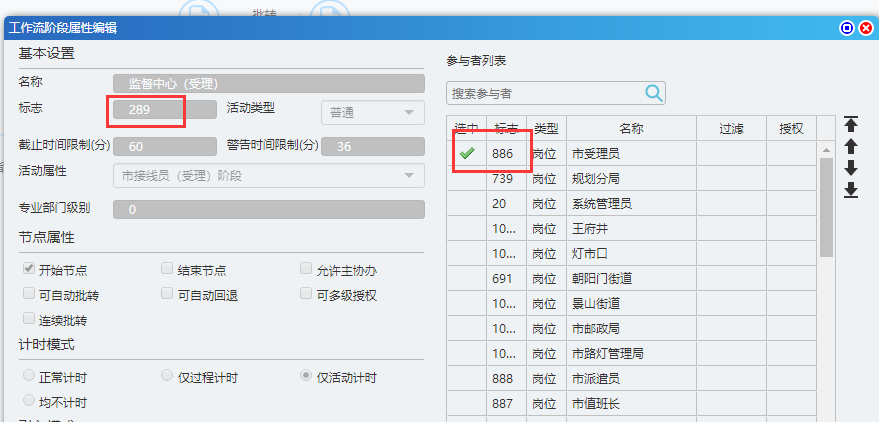 批转
工作流阶段属性编辑
基本设置
名称 监督中心（受理）
标志 289 活动类型 普通
截止时间限制(分) 60 警告时间限制(分) 36
活动属性 市接线员（受理）阶段
专业部门级别 0
节点属性
开始节点 结束节点 允许主协办
可自动批转 可自动回退 可多级授权
连续批转
计时模式
正常计时 仅过程计时 仅活动计时
均不计时
参与者列表
搜索参与者
选中 标志 类型 名称 过滤 授权
886 岗位 市受理员
739 岗位 规划分局
20 岗位 系统管理员
10... 岗位 王府井
10... 岗位 灯市口
691 岗位 朝阳门街道
10... 岗位 景山街道
10... 岗位 市邮政局
10... 岗位 市路灯管理局
888 岗位 市派遣员
887 岗位 市值班长